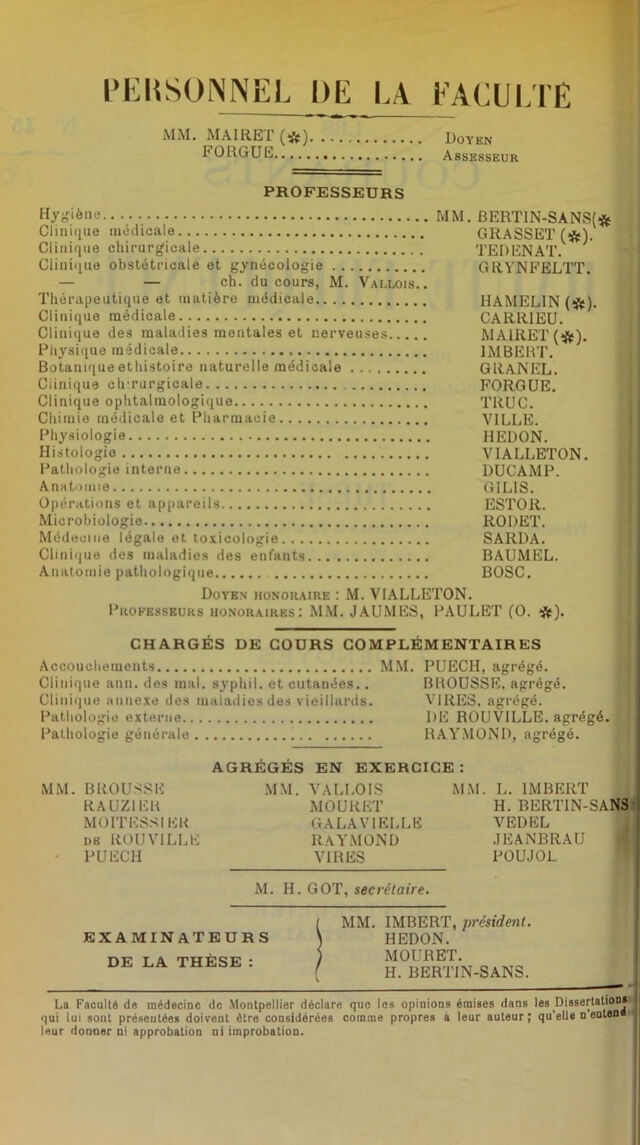 PERSONNEL DE LA FACULTÉ
MM. MAIRET (✻)................ DOYEN
FORGUE.................... ASSESSEUR
PROFESSEURS
Hygiène................................ MM. BERTIN-SANS(✻
Clinique médicale................................ GRASSET (✻).
Clinique chirurgicale................................ TEDENAT.
Clinique obstétricale et gynécologie ............ GRYNFELTT.
— — ch. du cours, M. VALLOIS..
Thérapeutique et matière médicale............ HAMELIN (✻).
Clinique médicale................................ CARRIEU.
Clinique des maladies mentales et nerveuses..... MAIRET (✻).
Physique médicale................................ IMBERT.
Botanique et histoire naturelle médicale ......... GRANEL.
Clinique chirurgicale................................ FORGUE.
Clinique ophtalmologique........................ TRUC.
Chimie médicale et Pharmacie.................. VILLE.
Physiologie................................ HEDON.
Histologie ................................ VIALLETON.
Pathologie interne................................ DUCAMP.
Anatomie................................ GILIS.
Opérations et appareils........................ ESTOR.
Microbiologie................................ RODET.
Médecine légale et toxicologie.................. SARDA.
Clinique des maladies des enfants............ BAUMEL.
Anatomie pathologique........................ BOSC.
DOYEN HONORAIRE : M. VIALLETON.
PROFESSEURS HONORAIRES : MM. JAUMES, PAULET (O. ✻).
CHARGÉS DE COURS COMPLÉMENTAIRES
Accouchements........................ MM. PUECH, agrégé.
Clinique ann. des mal. syphil. et cutanées.. BROUSSE, agrégé.
Clinique annexe des maladies des vieillards. VIRES, agrégé.
Pathologie externe........................ DE ROUVILLE. agrégé.
Pathologie générale ........................ RAYMOND, agrégé.
AGRÉGÉS EN EXERCICE :
MM. BROUSSE MM. VALLOIS MM. L. IMBERT
RAUZIER MOURET H. BERTIN-SANS
MOITESSIER GALAVIELLE VEDEL
DE ROUVILLE RAYMOND JEANBRAU
PUECH VIRES POUJOL
M. H. GOT, secrétaire.
EXAMINATEURS
DE LA THÈSE :
MM. IMBERT, président.
HEDON.
MOURET.
H. BERTIN-SANS.
La Faculté de médecine de Montpellier déclare que les opinions émises dans les Dissertations
qui lui sont présentées doivent être considérées comme propres à leur auteur ; qu'elle n'entend
leur donner ni approbation ni improbation.